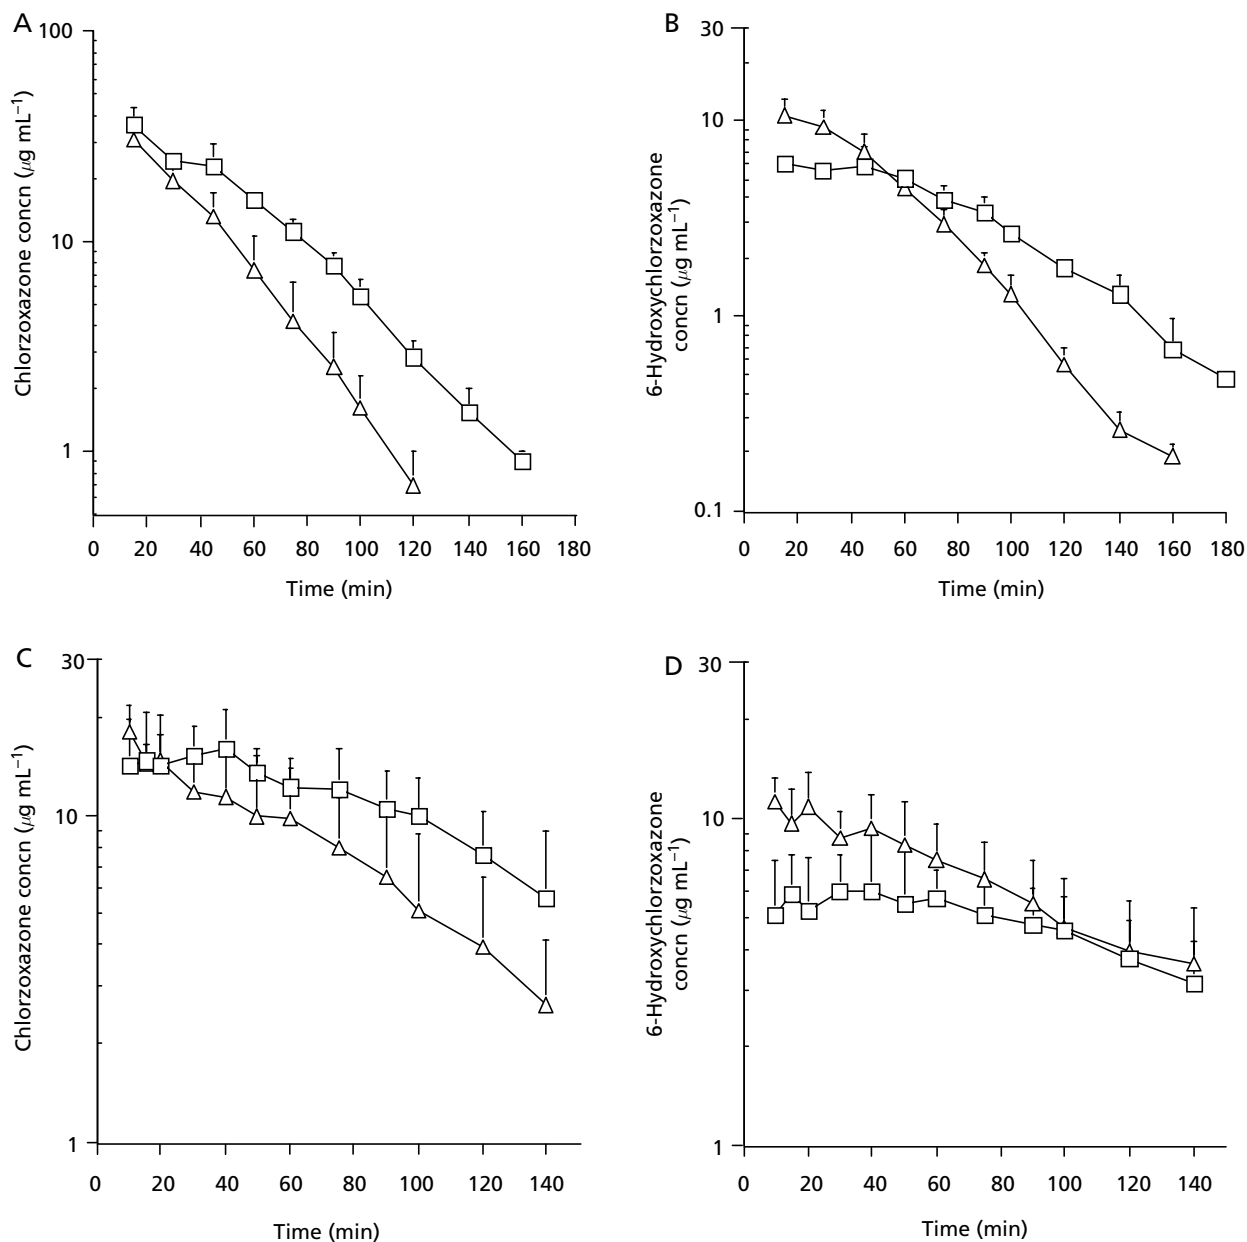 A
100
10
1
Chlorzoxazone concn (μg mL⁻¹)
0 20 40 60 80 100 120 140 160 180
Time (min)
B
30
10
1
0.1
6-Hydroxychlorzoxazone
concn (μg mL⁻¹)
0 20 40 60 80 100 120 140 160 180
Time (min)
C
30
10
1
Chlorzoxazone concn (μg mL⁻¹)
0 20 40 60 80 100 120 140
Time (min)
D
30
10
1
6-Hydroxychlorzoxazone
concn (μg mL⁻¹)
0 20 40 60 80 100 120 140
Time (min)